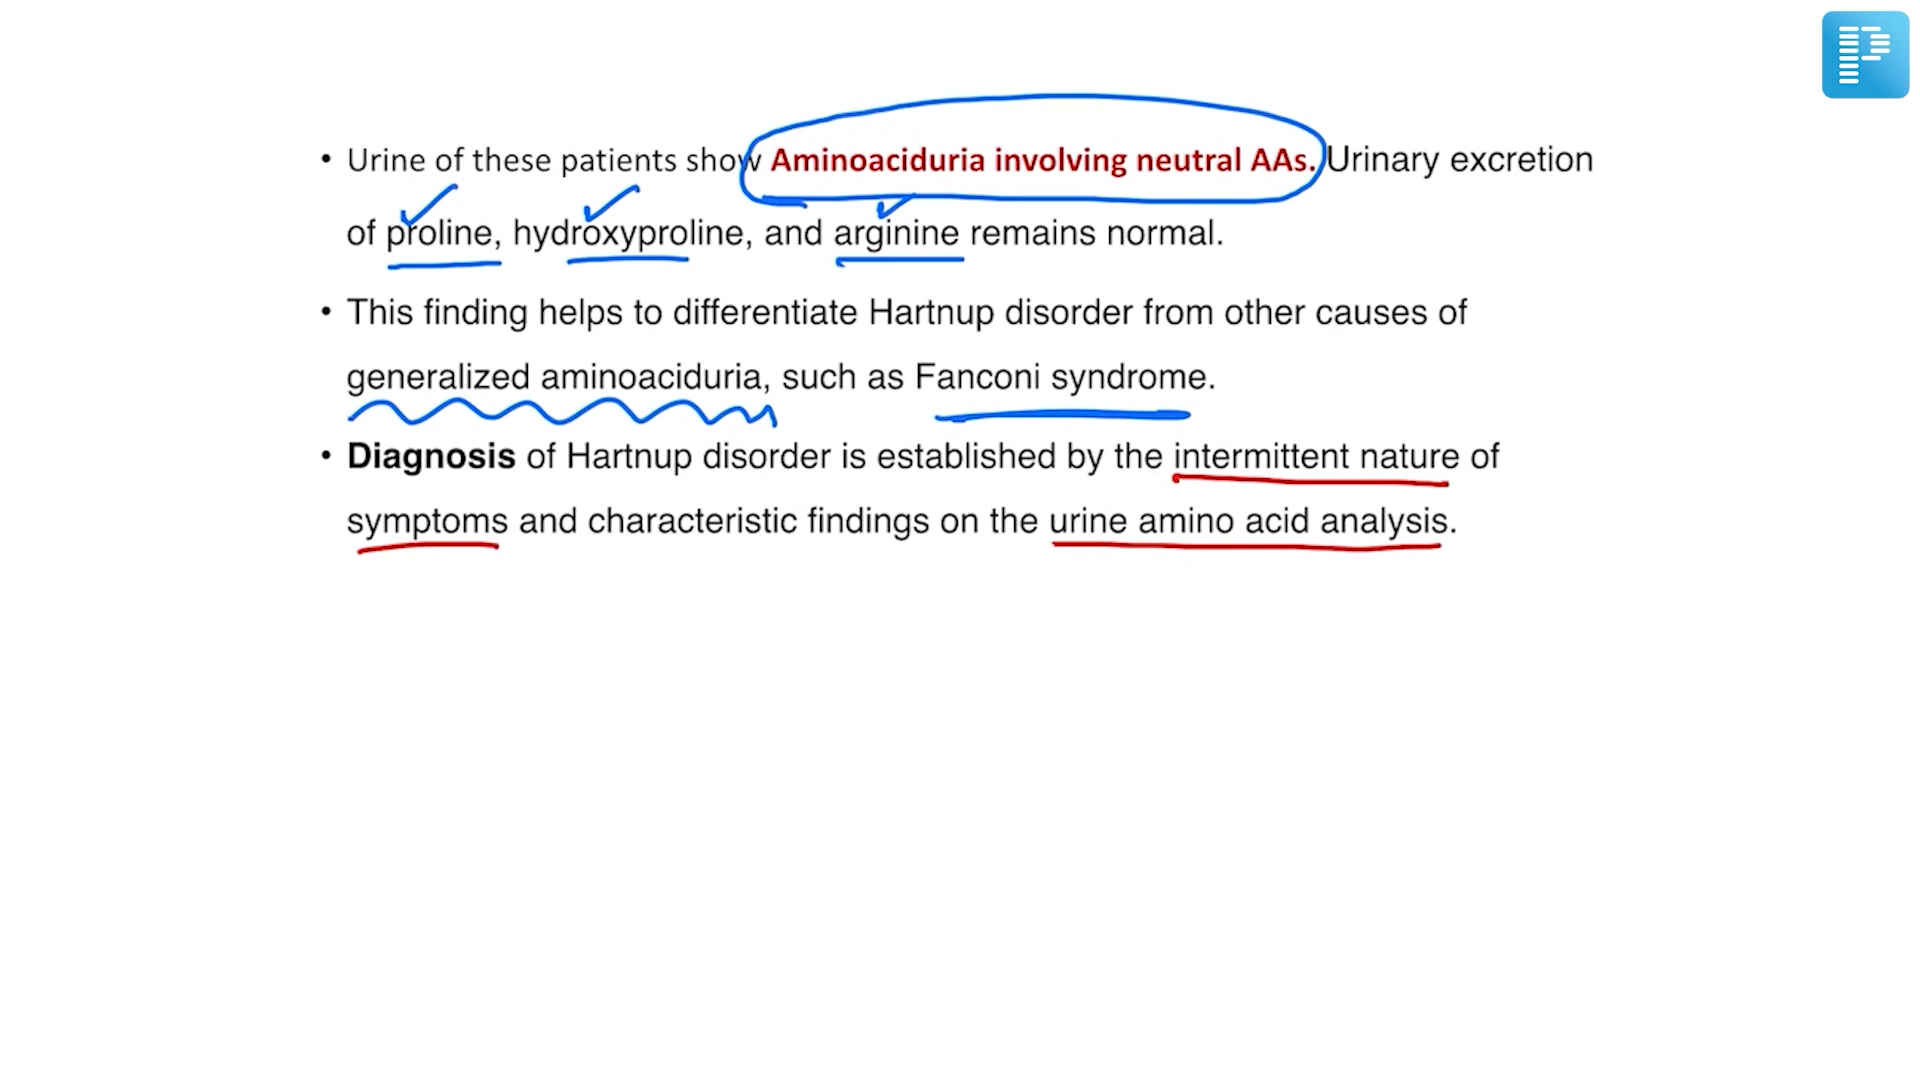 • Urine of these patients show Aminoaciduria involving neutral AAs. Urinary excretion
of proline, hydroxyproline, and arginine remains normal.
• This finding helps to differentiate Hartnup disorder from other causes of
generalized aminoaciduria, such as Fanconi syndrome.
• Diagnosis of Hartnup disorder is established by the intermittent nature of
symptoms and characteristic findings on the urine amino acid analysis.